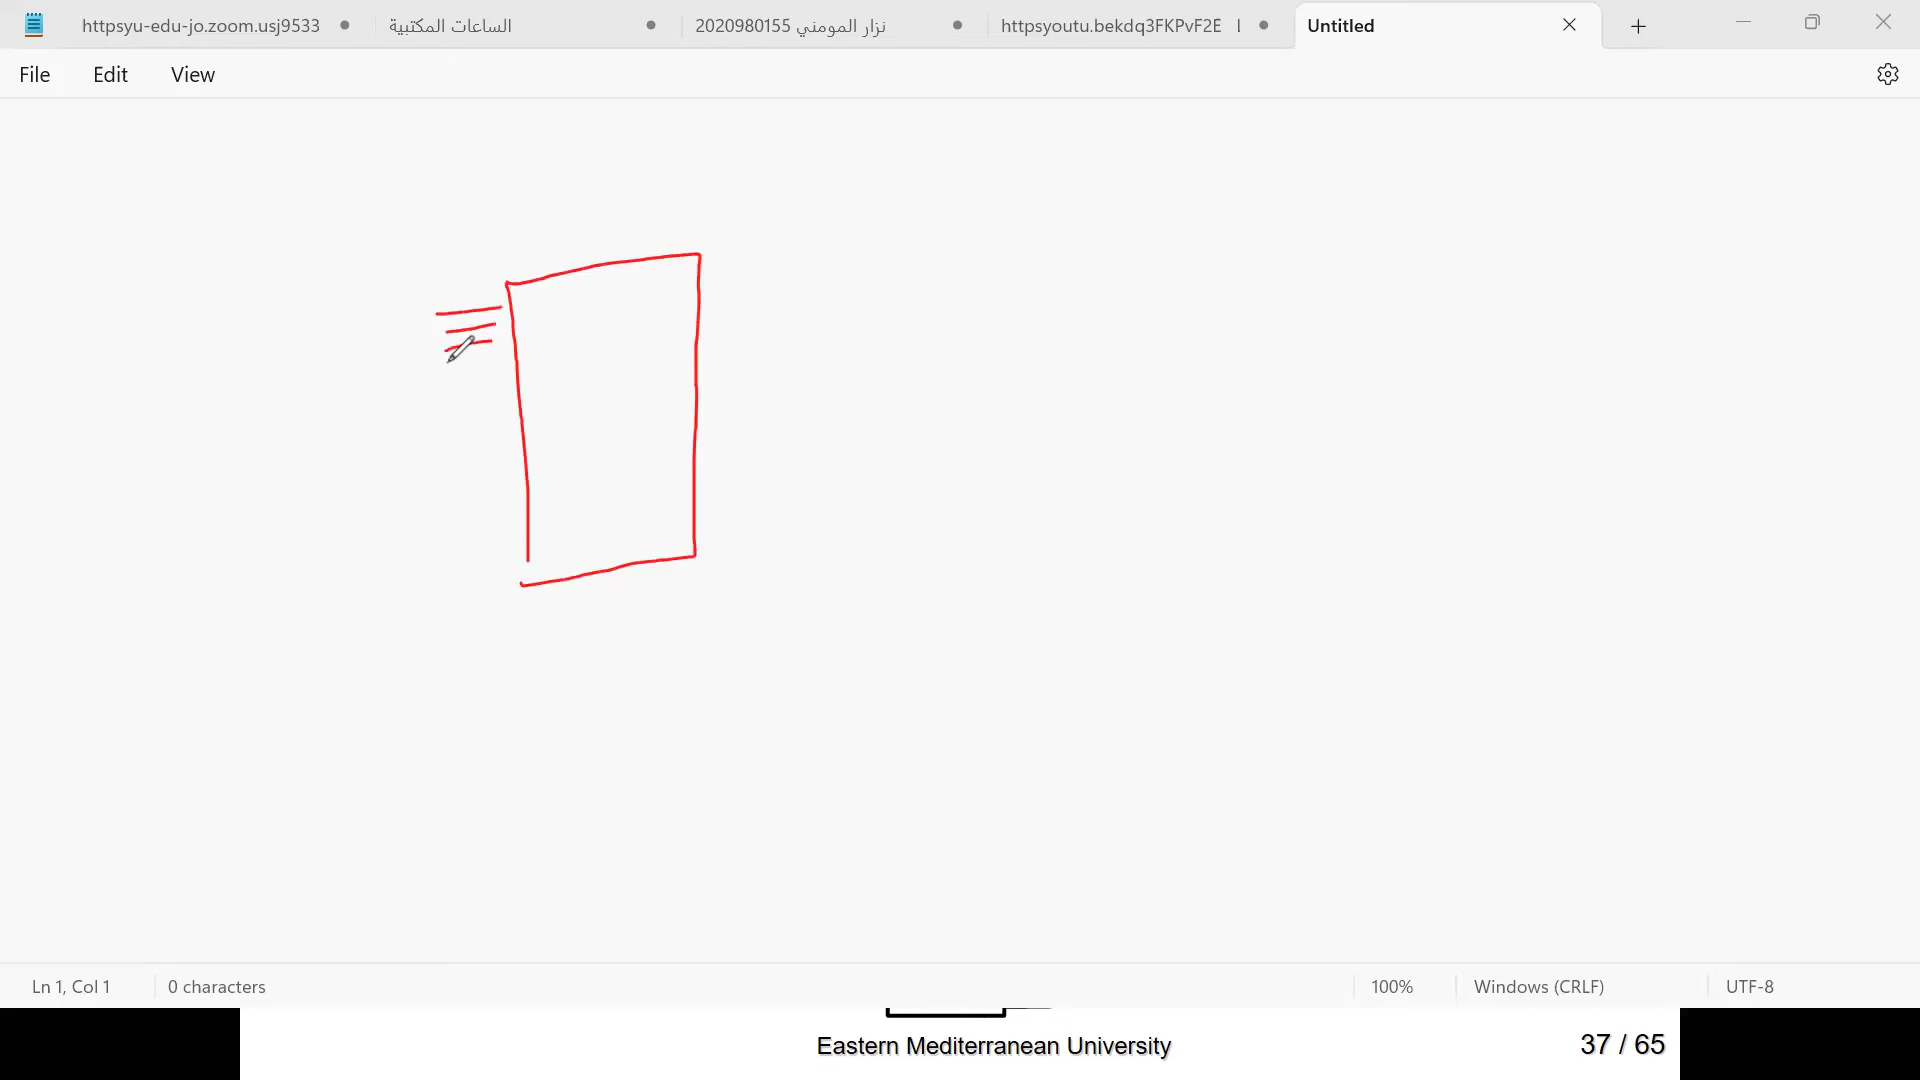 httpsyu-edu-jo.zoom.usj9533
الساعات المكتبية
نزار المومني 2020980155
httpsyoutu.bekdq3FKPvF2E
Untitled
File Edit View
Ln 1, Col 1 0 characters 100% Windows (CRLF) UTF-8
Eastern Mediterranean University 37 / 65